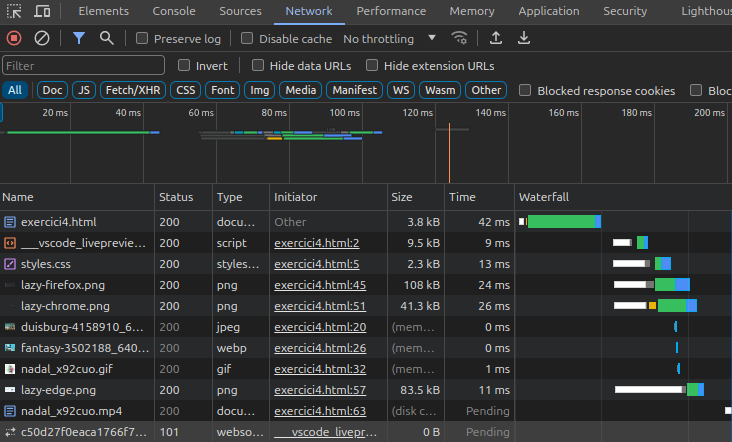 Elements Console Sources Network Performance Memory Application Security Lighthou
Preserve log Disable cache No throttling
Filter Invert Hide data URLs Hide extension URLs
All Doc JS Fetch/XHR CSS Font Img Media Manifest WS Wasm Other Blocked response cookies Bloc
20 ms 40 ms 60 ms 80 ms 100 ms 120 ms 140 ms 160 ms 180 ms 200 ms
Name Status Type Initiator Size Time Waterfall
exercici4.html 200 docu… Other 3.8 kB 42 ms
___vscode_liveprevie… 200 script exercici4.html:2 9.5 kB 9 ms
styles.css 200 styles… exercici4.html:5 2.3 kB 13 ms
lazy-firefox.png 200 png exercici4.html:45 108 kB 24 ms
lazy-chrome.png 200 png exercici4.html:51 41.3 kB 26 ms
duisburg-4158910_6… 200 jpeg exercici4.html:20 (mem… 0 ms
fantasy-3502188_640… 200 webp exercici4.html:26 (mem… 0 ms
nadal_x92cuo.gif 200 gif exercici4.html:32 (mem… 1 ms
lazy-edge.png 200 png exercici4.html:57 83.5 kB 11 ms
nadal_x92cuo.mp4 200 docu… exercici4.html:63 (disk c… Pending
c50d27f0eaca1766f7… 101 webso… ___vscode_livepr… 0 B Pending